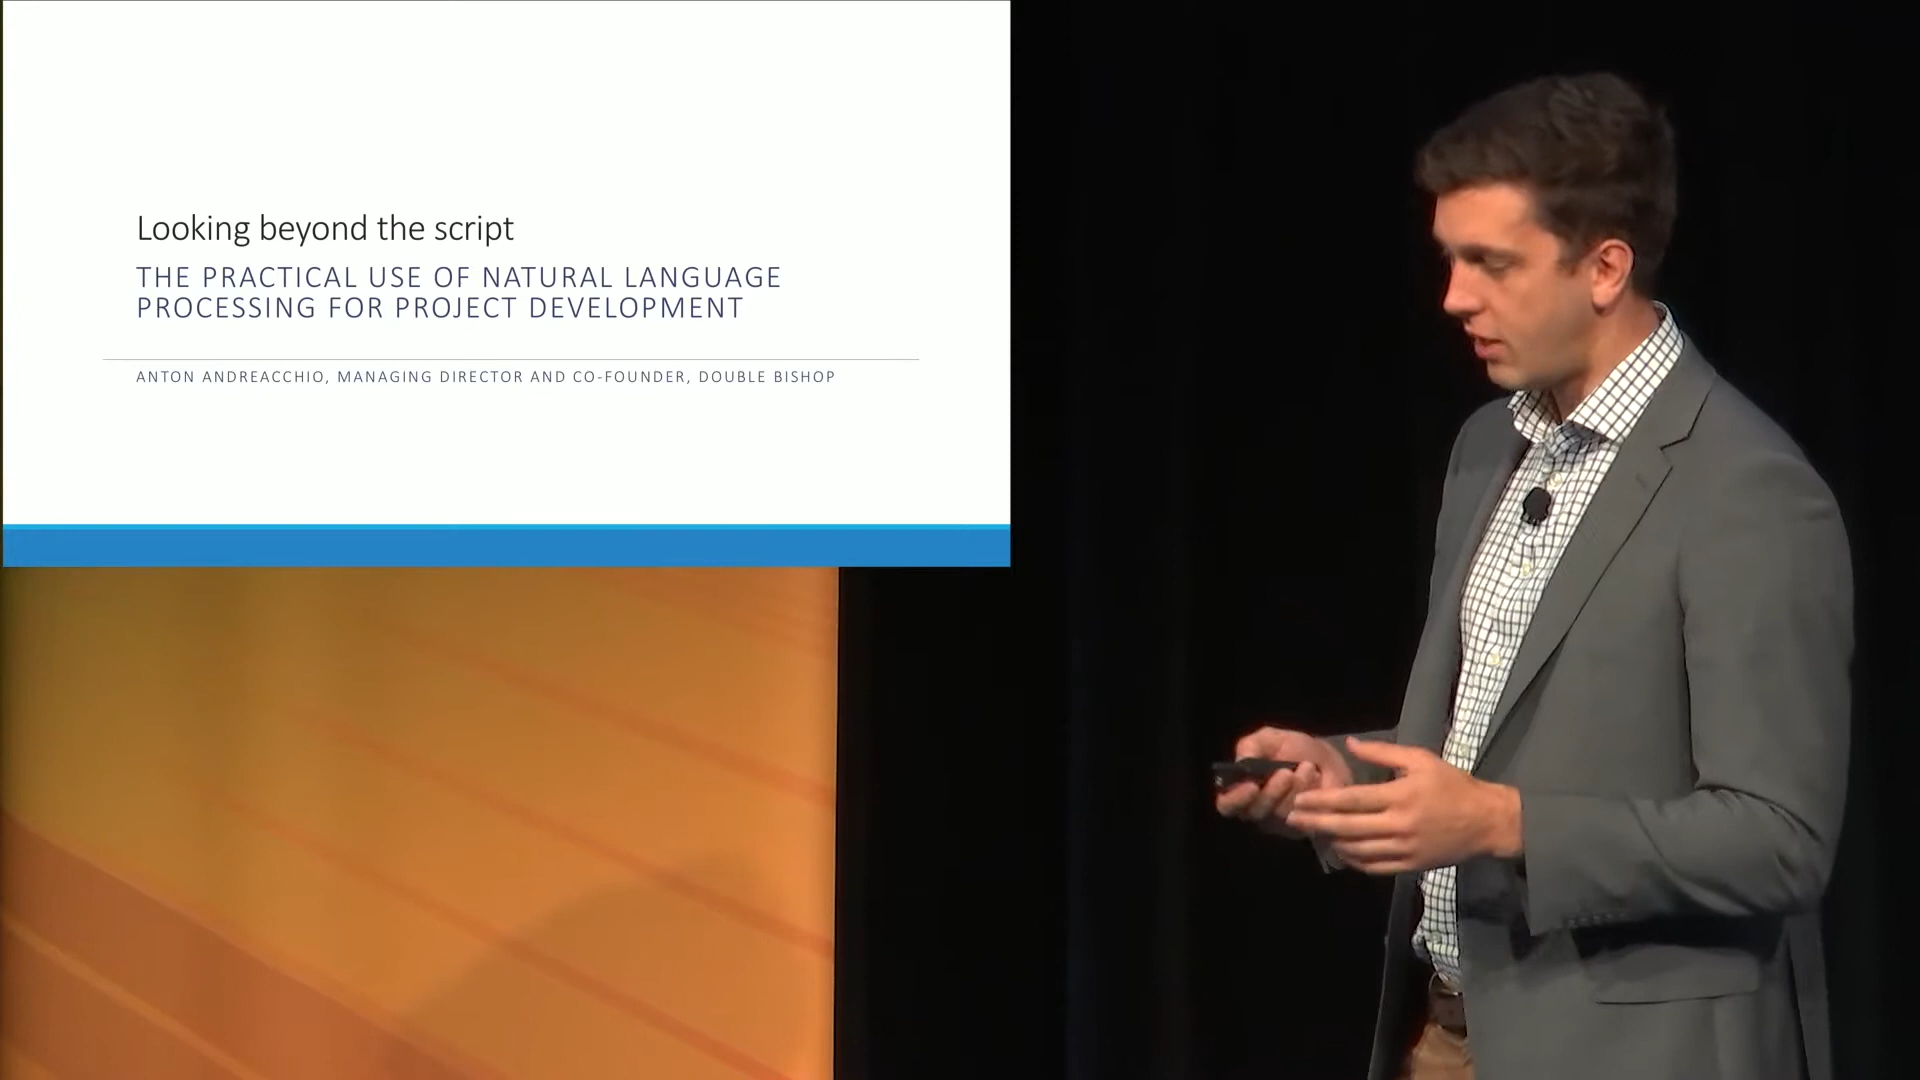 Looking beyond the script
THE PRACTICAL USE OF NATURAL LANGUAGE
PROCESSING FOR PROJECT DEVELOPMENT
ANTON ANDREACCHIO, MANAGING DIRECTOR AND CO-FOUNDER, DOUBLE BISHOP